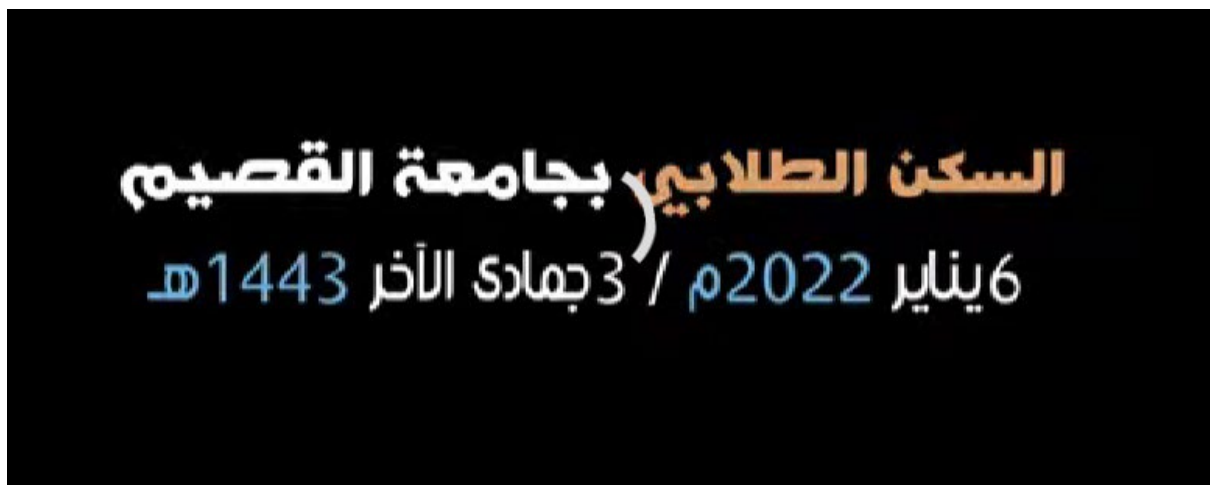 السكن الطلابي بجامعة القصيم
6 يناير 2022م / 3 جمادى الآخر 1443هـ